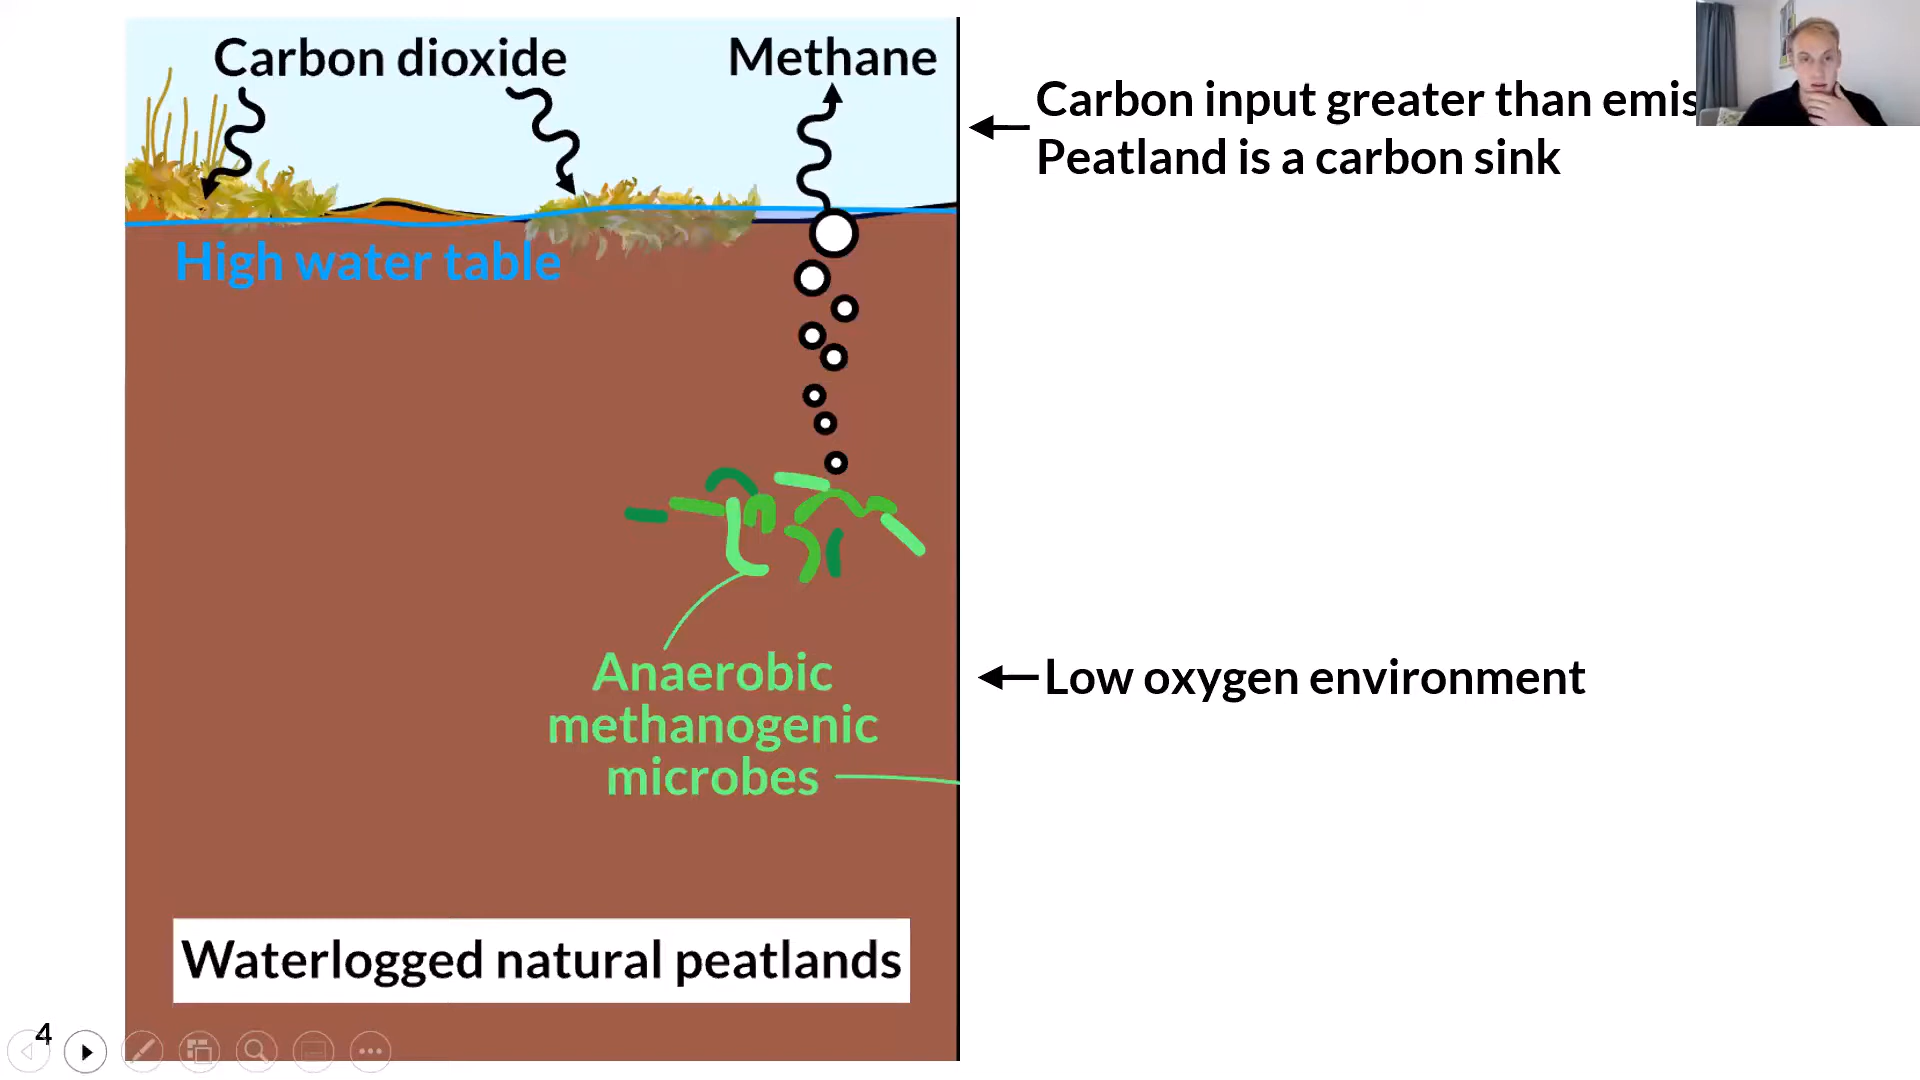 Carbon dioxide
Methane
Carbon input greater than emis
Peatland is a carbon sink
High water table
Anaerobic
methanogenic
microbes
Low oxygen environment
Waterlogged natural peatlands
4